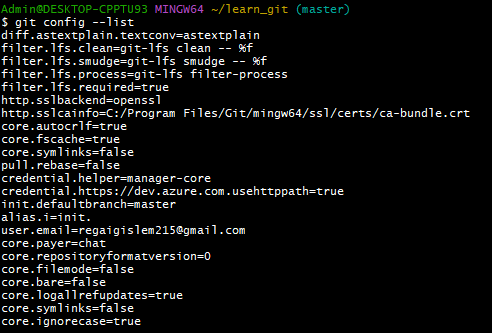 Admin@DESKTOP-CPPTU93 MINGW64 ~/learn_git (master)
$ git config --list
diff.astextplain.textconv=astextplain
filter.lfs.clean=git-lfs clean -- %f
filter.lfs.smudge=git-lfs smudge -- %f
filter.lfs.process=git-lfs filter-process
filter.lfs.required=true
http.sslbackend=openssl
http.sslcainfo=C:/Program Files/Git/mingw64/ssl/certs/ca-bundle.crt
core.autocrlf=true
core.fscache=true
core.symlinks=false
pull.rebase=false
credential.helper=manager-core
credential.https://dev.azure.com.usehttppath=true
init.defaultbranch=master
alias.i=init.
user.email=regaigislem215@gmail.com
core.payer=chat
core.repositoryformatversion=0
core.filemode=false
core.bare=false
core.logallrefupdates=true
core.symlinks=false
core.ignorecase=true